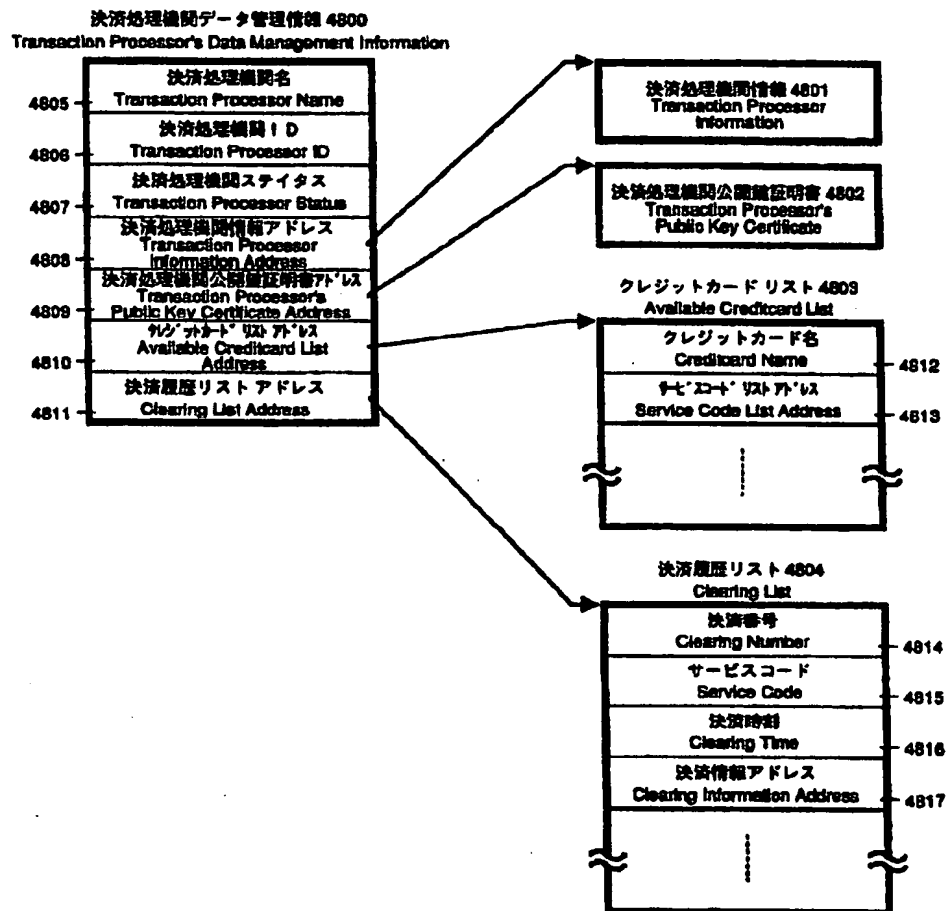 決済処理機関データ管理情報 4800
Transaction Processor's Data Management Information
決済処理機関名
Transaction Processor Name
4805
決済処理機関ID
Transaction Processor ID
4806
決済処理機関ステイタス
Transaction Processor Status
4807
決済処理機関情報アドレス
Transaction Processor
Information Address
4808
決済処理機関公開鍵証明書アドレス
Transaction Processor's
Public Key Certificate Address
4809
クレジットカード リスト アドレス
Available Creditcard List
Address
4810
決済履歴リスト アドレス
Clearing List Address
4811
決済処理機関情報 4801
Transaction Processor
Information
決済処理機関公開鍵証明書 4802
Transaction Processor's
Public Key Certificate
クレジットカード リスト 4803
Available Creditcard List
クレジットカード名
Creditcard Name
4812
サービスコード リスト アドレス
Service Code List Address
4813
決済履歴リスト 4804
Clearing List
決済番号
Clearing Number
4814
サービスコード
Service Code
4815
決済時刻
Clearing Time
4816
決済情報アドレス
Clearing Information Address
4817